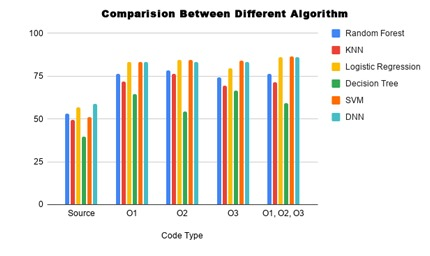 Comparision Between Different Algorithm
100
75
50
25
0
Source
O1
O2
O3
O1, O2, O3
Code Type
Random Forest
KNN
Logistic Regression
Decision Tree
SVM
DNN